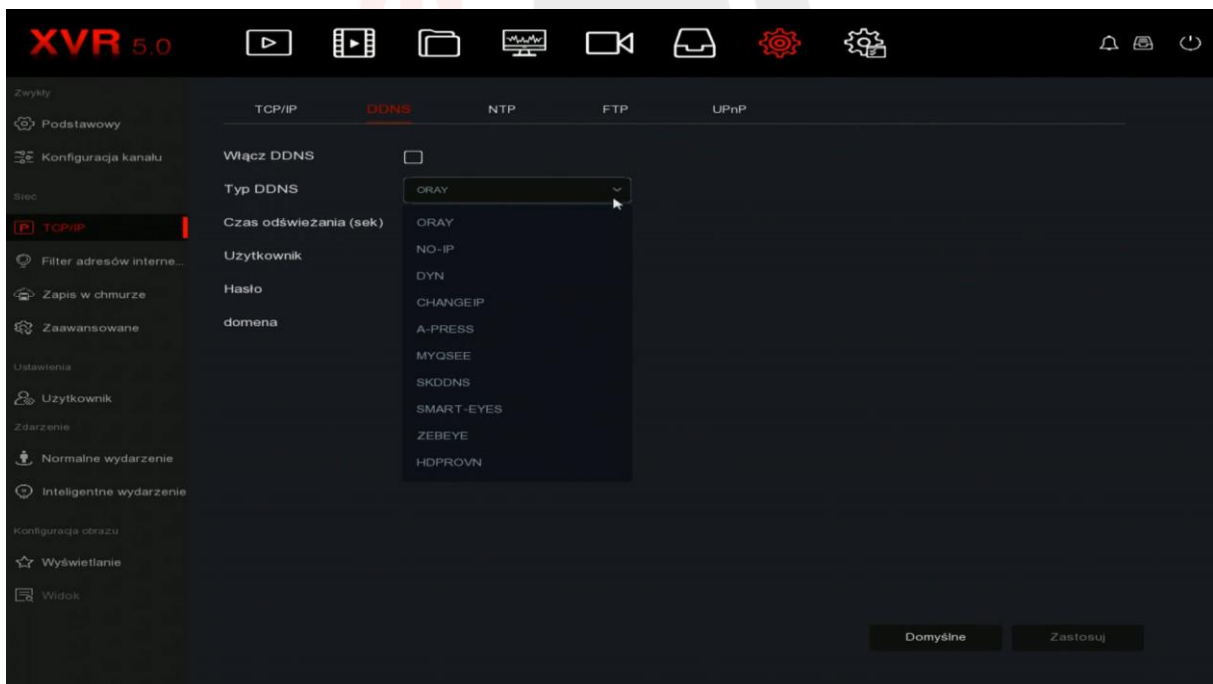 XVR 5.0
Zwykły
Podstawowy
Konfiguracja kanału
Sieć
TCP/IP
Filter adresów interne...
Zapis w chmurze
Zaawansowane
Ustawienia
Użytkownik
Zdarzenie
Normalne wydarzenie
Inteligentne wydarzenie
Konfiguracja obrazu
Wyświetlanie
Widok
TCP/IP DDNS NTP FTP UPnP
Włącz DDNS
Typ DDNS ORAY
Czas odświeżania (sek)
Użytkownik
Hasło
domena
ORAY
NO-IP
DYN
CHANGEIP
A-PRESS
MYQSEE
SKDDNS
SMART-EYES
ZEBEYE
HDPROVN
Domyślne Zastosuj